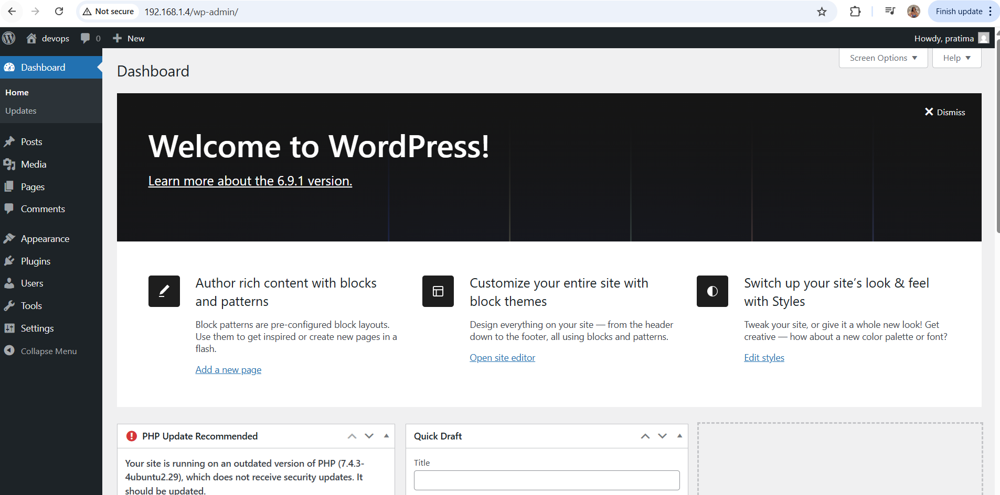 Not secure
192.168.1.4/wp-admin/
Finish update
devops
0
New
Howdy, pratima
Dashboard
Home
Updates
Posts
Media
Pages
Comments
Appearance
Plugins
Users
Tools
Settings
Collapse Menu
Screen Options
Help
Dashboard
Dismiss
Welcome to WordPress!
Learn more about the 6.9.1 version.
Author rich content with blocks
and patterns
Block patterns are pre-configured block layouts.
Use them to get inspired or create new pages in a
flash.
Add a new page
Customize your entire site with
block themes
Design everything on your site — from the header
down to the footer, all using blocks and patterns.
Open site editor
Switch up your site’s look & feel
with Styles
Tweak your site, or give it a whole new look! Get
creative — how about a new color palette or font?
Edit styles
PHP Update Recommended
Your site is running on an outdated version of PHP (7.4.3-
4ubuntu2.29), which does not receive security updates. It
should be updated.
Quick Draft
Title